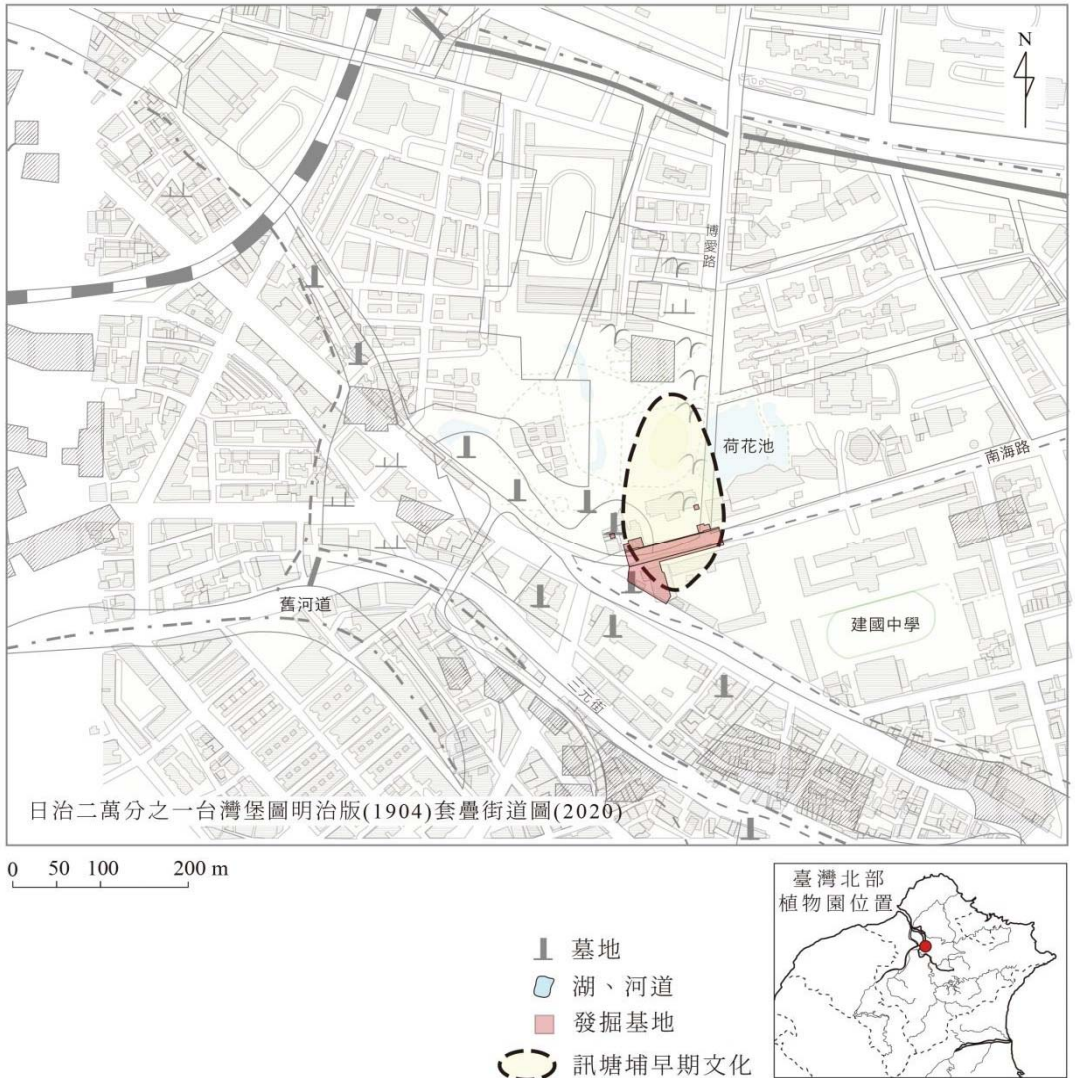 N
博愛路
荷花池
南海路
舊河道
建國中學
三元街
日治二萬分之一台灣堡圖明治版(1904)套疊街道圖(2020)
0 50 100 200 m
臺灣北部
植物園位置
墓地
湖、河道
發掘基地
訊塘埔早期文化